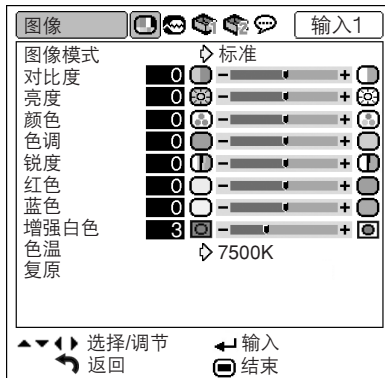 图像 输入1
图像模式 标准
对比度 0 - +
亮度 0 - +
颜色 0 - +
色调 0 - +
锐度 0 - +
红色 0 - +
蓝色 0 - +
增强白色 3 - +
色温 7500K
复原
选择/调节 输入
返回 结束